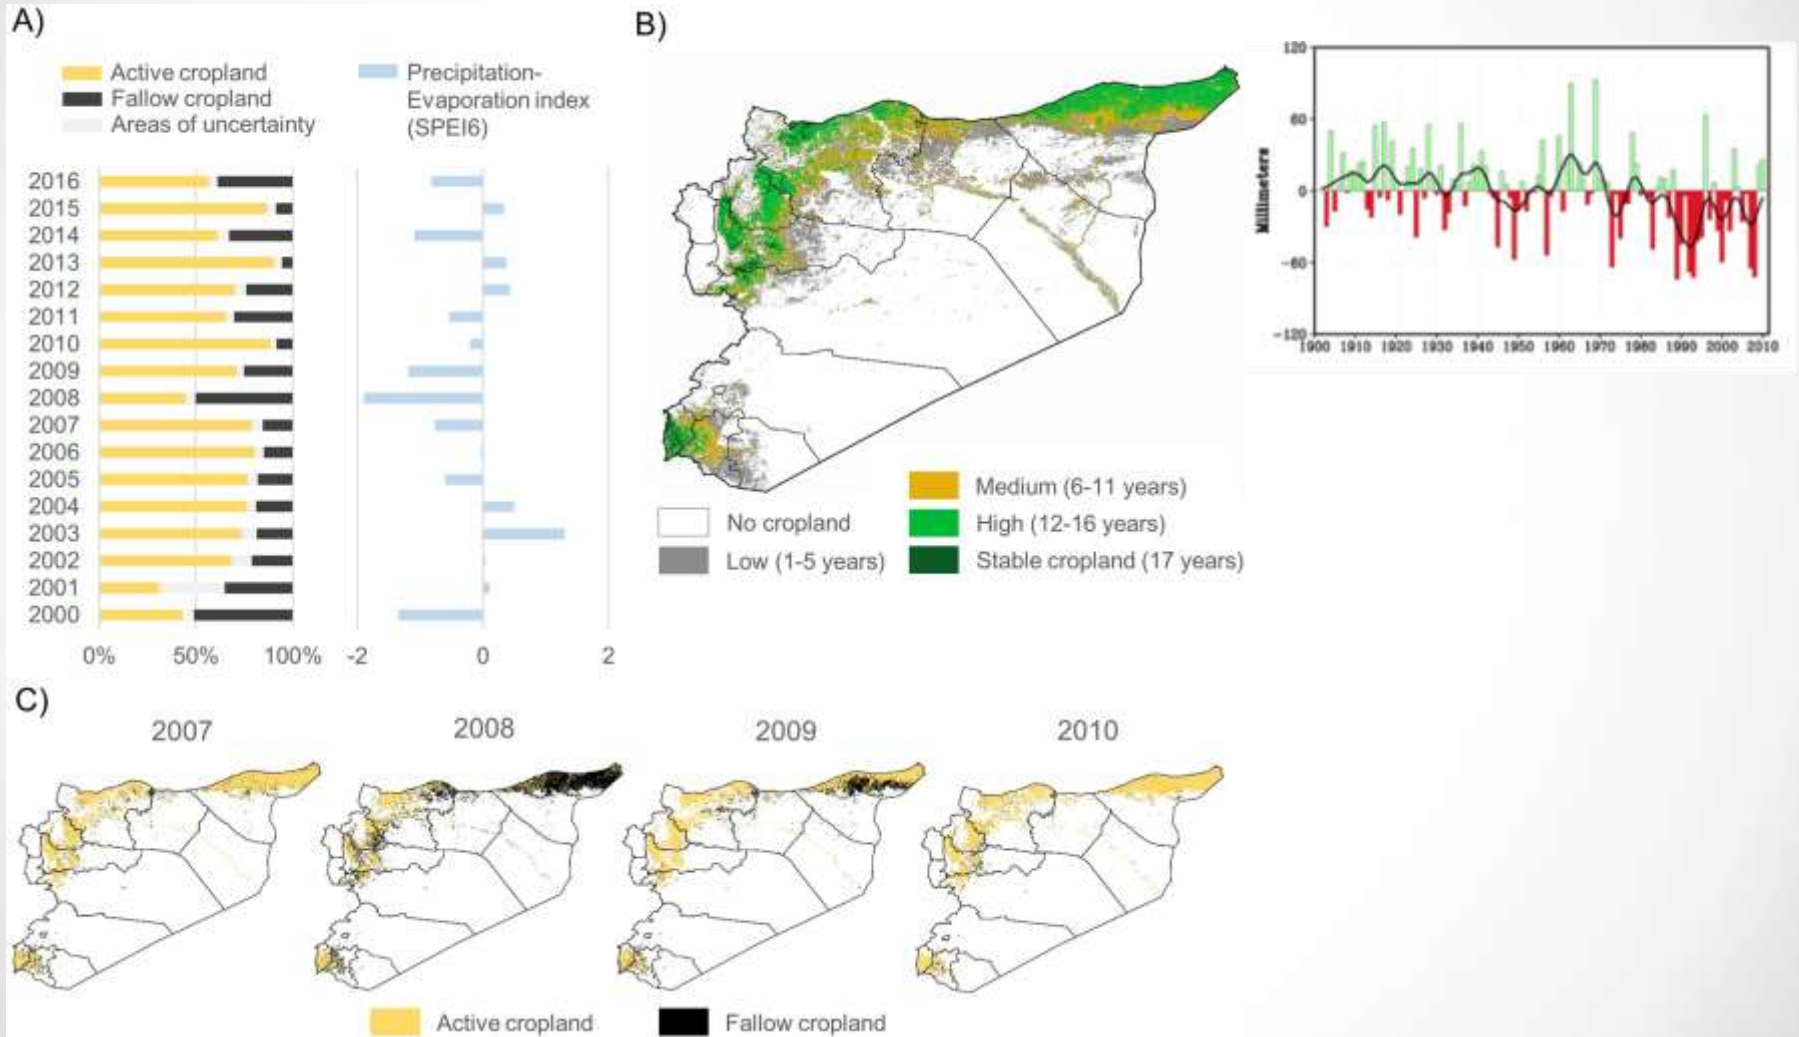 A)
Active cropland
Fallow cropland
Areas of uncertainty
Precipitation-
Evaporation index
(SPEI6)
2016
2015
2014
2013
2012
2011
2010
2009
2008
2007
2006
2005
2004
2003
2002
2001
2000
0%
50%
100%
-2
0
2
B)
No cropland
Low (1-5 years)
Medium (6-11 years)
High (12-16 years)
Stable cropland (17 years)
Millimeters
120
60
0
-60
-120
1900 1910 1920 1930 1940 1950 1960 1970 1980 1990 2000 2010
C)
2007
2008
2009
2010
Active cropland
Fallow cropland